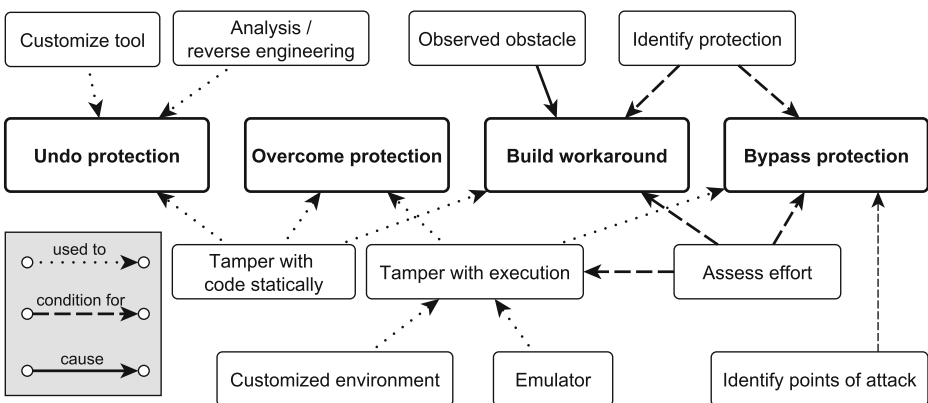 Customize tool
Analysis /
reverse engineering
Observed obstacle
Identify protection
Undo protection
Overcome protection
Build workaround
Bypass protection
used to
condition for
cause
Tamper with
code statically
Tamper with execution
Assess effort
Customized environment
Emulator
Identify points of attack